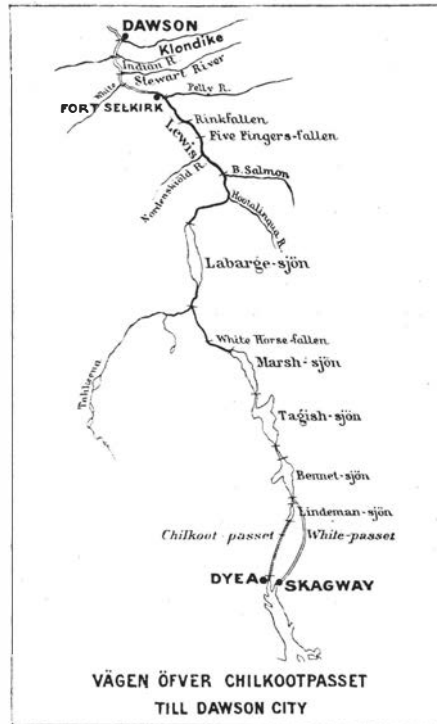 DAWSON
Klondike
Indian R.
Stewart River
White
Pelly R.
FORT SELKIRK
Rinkfallen
Lewis
Five Fingers-fallen
B. Salmon
Nordenskiöld R.
Hootalinqua R.
Labarge-sjön
White Horse-fallen
Marsh-sjön
Tahkeena
Tagish-sjön
Bennet-sjön
Lindeman-sjön
Chilkoot-passet
White-passet
DYEA
SKAGWAY
VÄGEN ÖFVER CHILKOOTPASSET
TILL DAWSON CITY